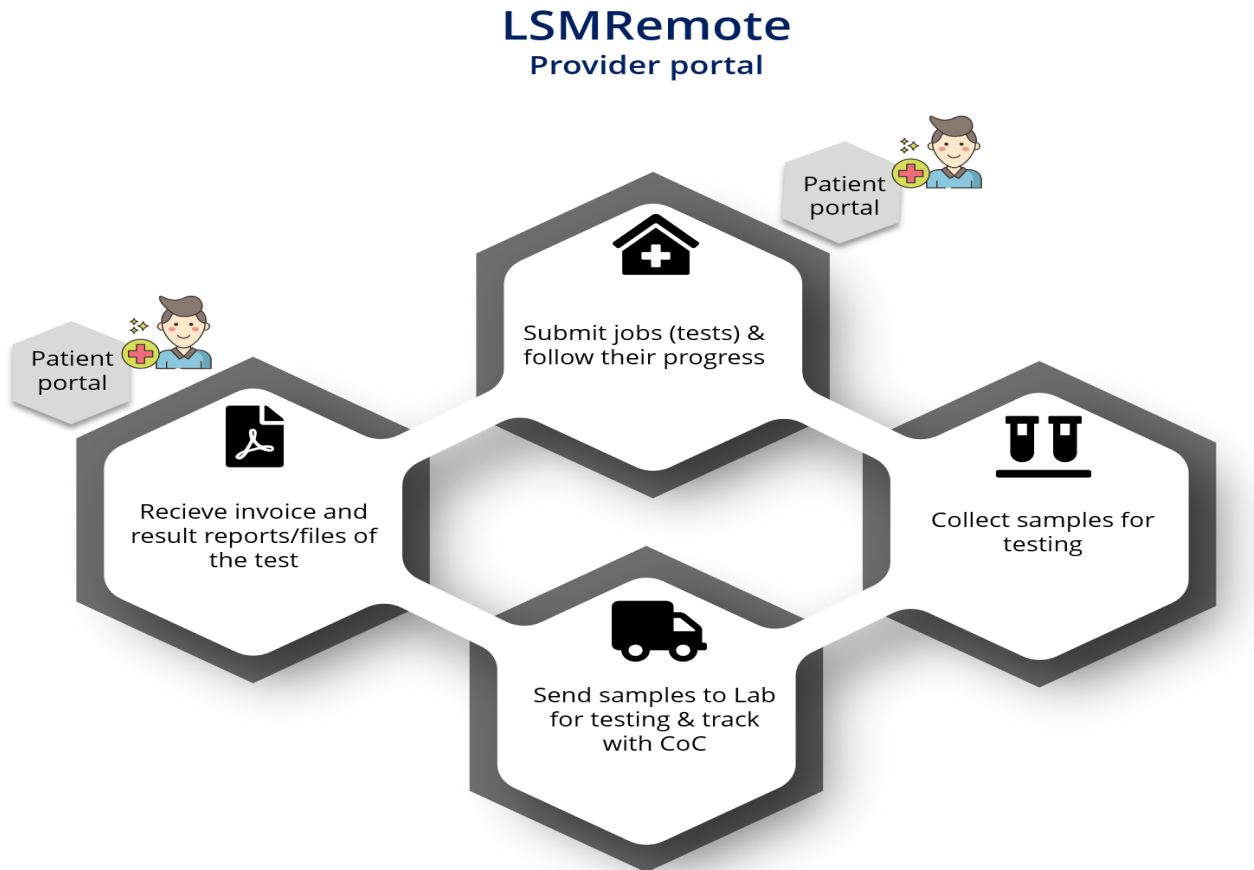 LSMRemote
Provider portal
Patient
portal
Submit jobs (tests) &
follow their progress
Patient
portal
Recieve invoice and
result reports/files of
the test
Collect samples for
testing
Send samples to Lab
for testing & track
with CoC